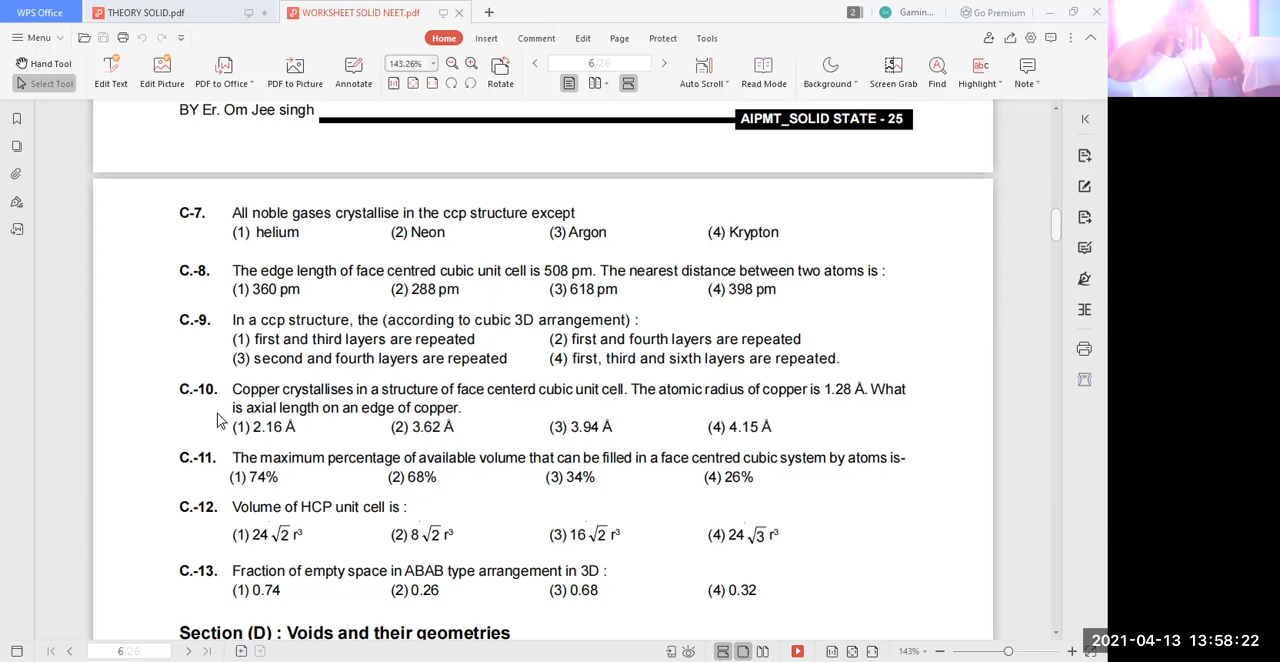 WPS Office
THEORY SOLID.pdf
WORKSHEET SOLID NEET.pdf
2
Gamin...
Go Premium
Menu
Home
Insert
Comment
Edit
Page
Protect
Tools
Hand Tool
Select Tool
Edit Text
Edit Picture
PDF to Office
PDF to Picture
Annotate
143.26%
Rotate
6/26
Auto Scroll
Read Mode
Background
Screen Grab
Find
Highlight
Note
BY Er. Om Jee singh
AIPMT_SOLID STATE - 25
C-7. All noble gases crystallise in the ccp structure except
(1) helium (2) Neon (3) Argon (4) Krypton
C.-8. The edge length of face centred cubic unit cell is 508 pm. The nearest distance between two atoms is :
(1) 360 pm (2) 288 pm (3) 618 pm (4) 398 pm
C.-9. In a ccp structure, the (according to cubic 3D arrangement) :
(1) first and third layers are repeated (2) first and fourth layers are repeated
(3) second and fourth layers are repeated (4) first, third and sixth layers are repeated.
C.-10. Copper crystallises in a structure of face centerd cubic unit cell. The atomic radius of copper is 1.28 Å. What
is axial length on an edge of copper.
(1) 2.16 Å (2) 3.62 Å (3) 3.94 Å (4) 4.15 Å
C.-11. The maximum percentage of available volume that can be filled in a face centred cubic system by atoms is-
(1) 74% (2) 68% (3) 34% (4) 26%
C.-12. Volume of HCP unit cell is :
(1) 24 √2 r³ (2) 8 √2 r³ (3) 16 √2 r³ (4) 24 √3 r³
C.-13. Fraction of empty space in ABAB type arrangement in 3D :
(1) 0.74 (2) 0.26 (3) 0.68 (4) 0.32
Section (D) : Voids and their geometries
6/26
143%
2021-04-13 13:58:22